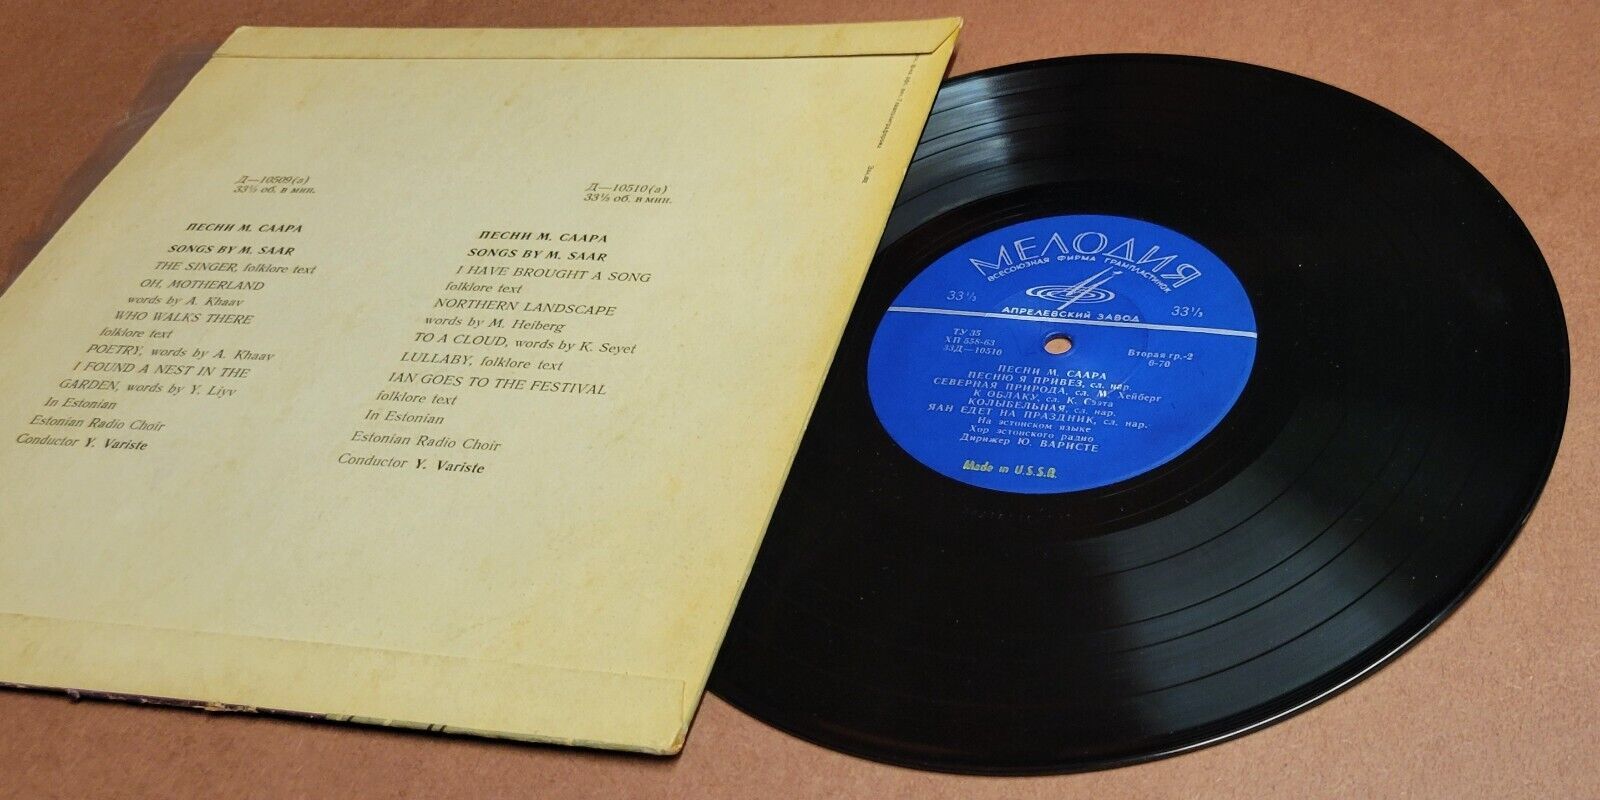 Д—10509(а)
33⅓ об. в мин.
ПЕСНИ М. СААРА
SONGS BY M. SAAR
THE SINGER, folklore text
OH, MOTHERLAND
words by A. Khaav
WHO WALKS THERE
folklore text
POETRY, words by A. Khaav
I FOUND A NEST IN THE
GARDEN, words by Y. Liyv
In Estonian
Estonian Radio Choir
Conductor Y. Variste
Д—10510(а)
33⅓ об. в мин.
ПЕСНИ М. СААРА
SONGS BY M. SAAR
I HAVE BROUGHT A SONG
folklore text
NORTHERN LANDSCAPE
words by M. Heiberg
TO A CLOUD, words by K. Seyet
LULLABY, folklore text
IAN GOES TO THE FESTIVAL
folklore text
In Estonian
Estonian Radio Choir
Conductor Y. Variste
МЕЛОДИЯ
ВСЕСОЮЗНАЯ ФИРМА ГРАМПЛАСТИНОК
33⅓
33⅓
АПРЕЛЕВСКИЙ ЗАВОД
ТУ 35
ХП 558-63
33Д—10510
Вторая гр.-2
6-70
ПЕСНИ М. СААРА
ПЕСНЮ Я ПРИВЕЗ, сл. нар.
СЕВЕРНАЯ ПРИРОДА, сл. М. Хейберг
К ОБЛАКУ, сл. К. Сээта
КОЛЫБЕЛЬНАЯ, сл. нар.
ЯАН ЕДЕТ НА ПРАЗДНИК, сл. нар.
На эстонском языке
Хор эстонского радио
Дирижер Ю. ВАРИСТЕ
Made in U.S.S.R.